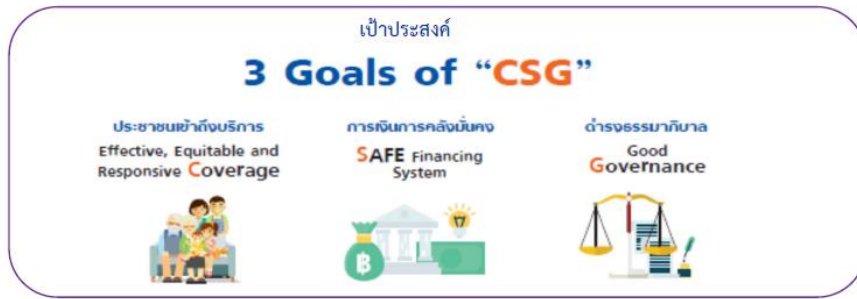 เป้าประสงค์
3 Goals of “CSG”
ประชาชนเข้าถึงบริการ
Effective, Equitable and
Responsive Coverage
การเงินการคลังมั่นคง
SAFE Financing
System
ดำรงธรรมาภิบาล
Good
Governance
฿